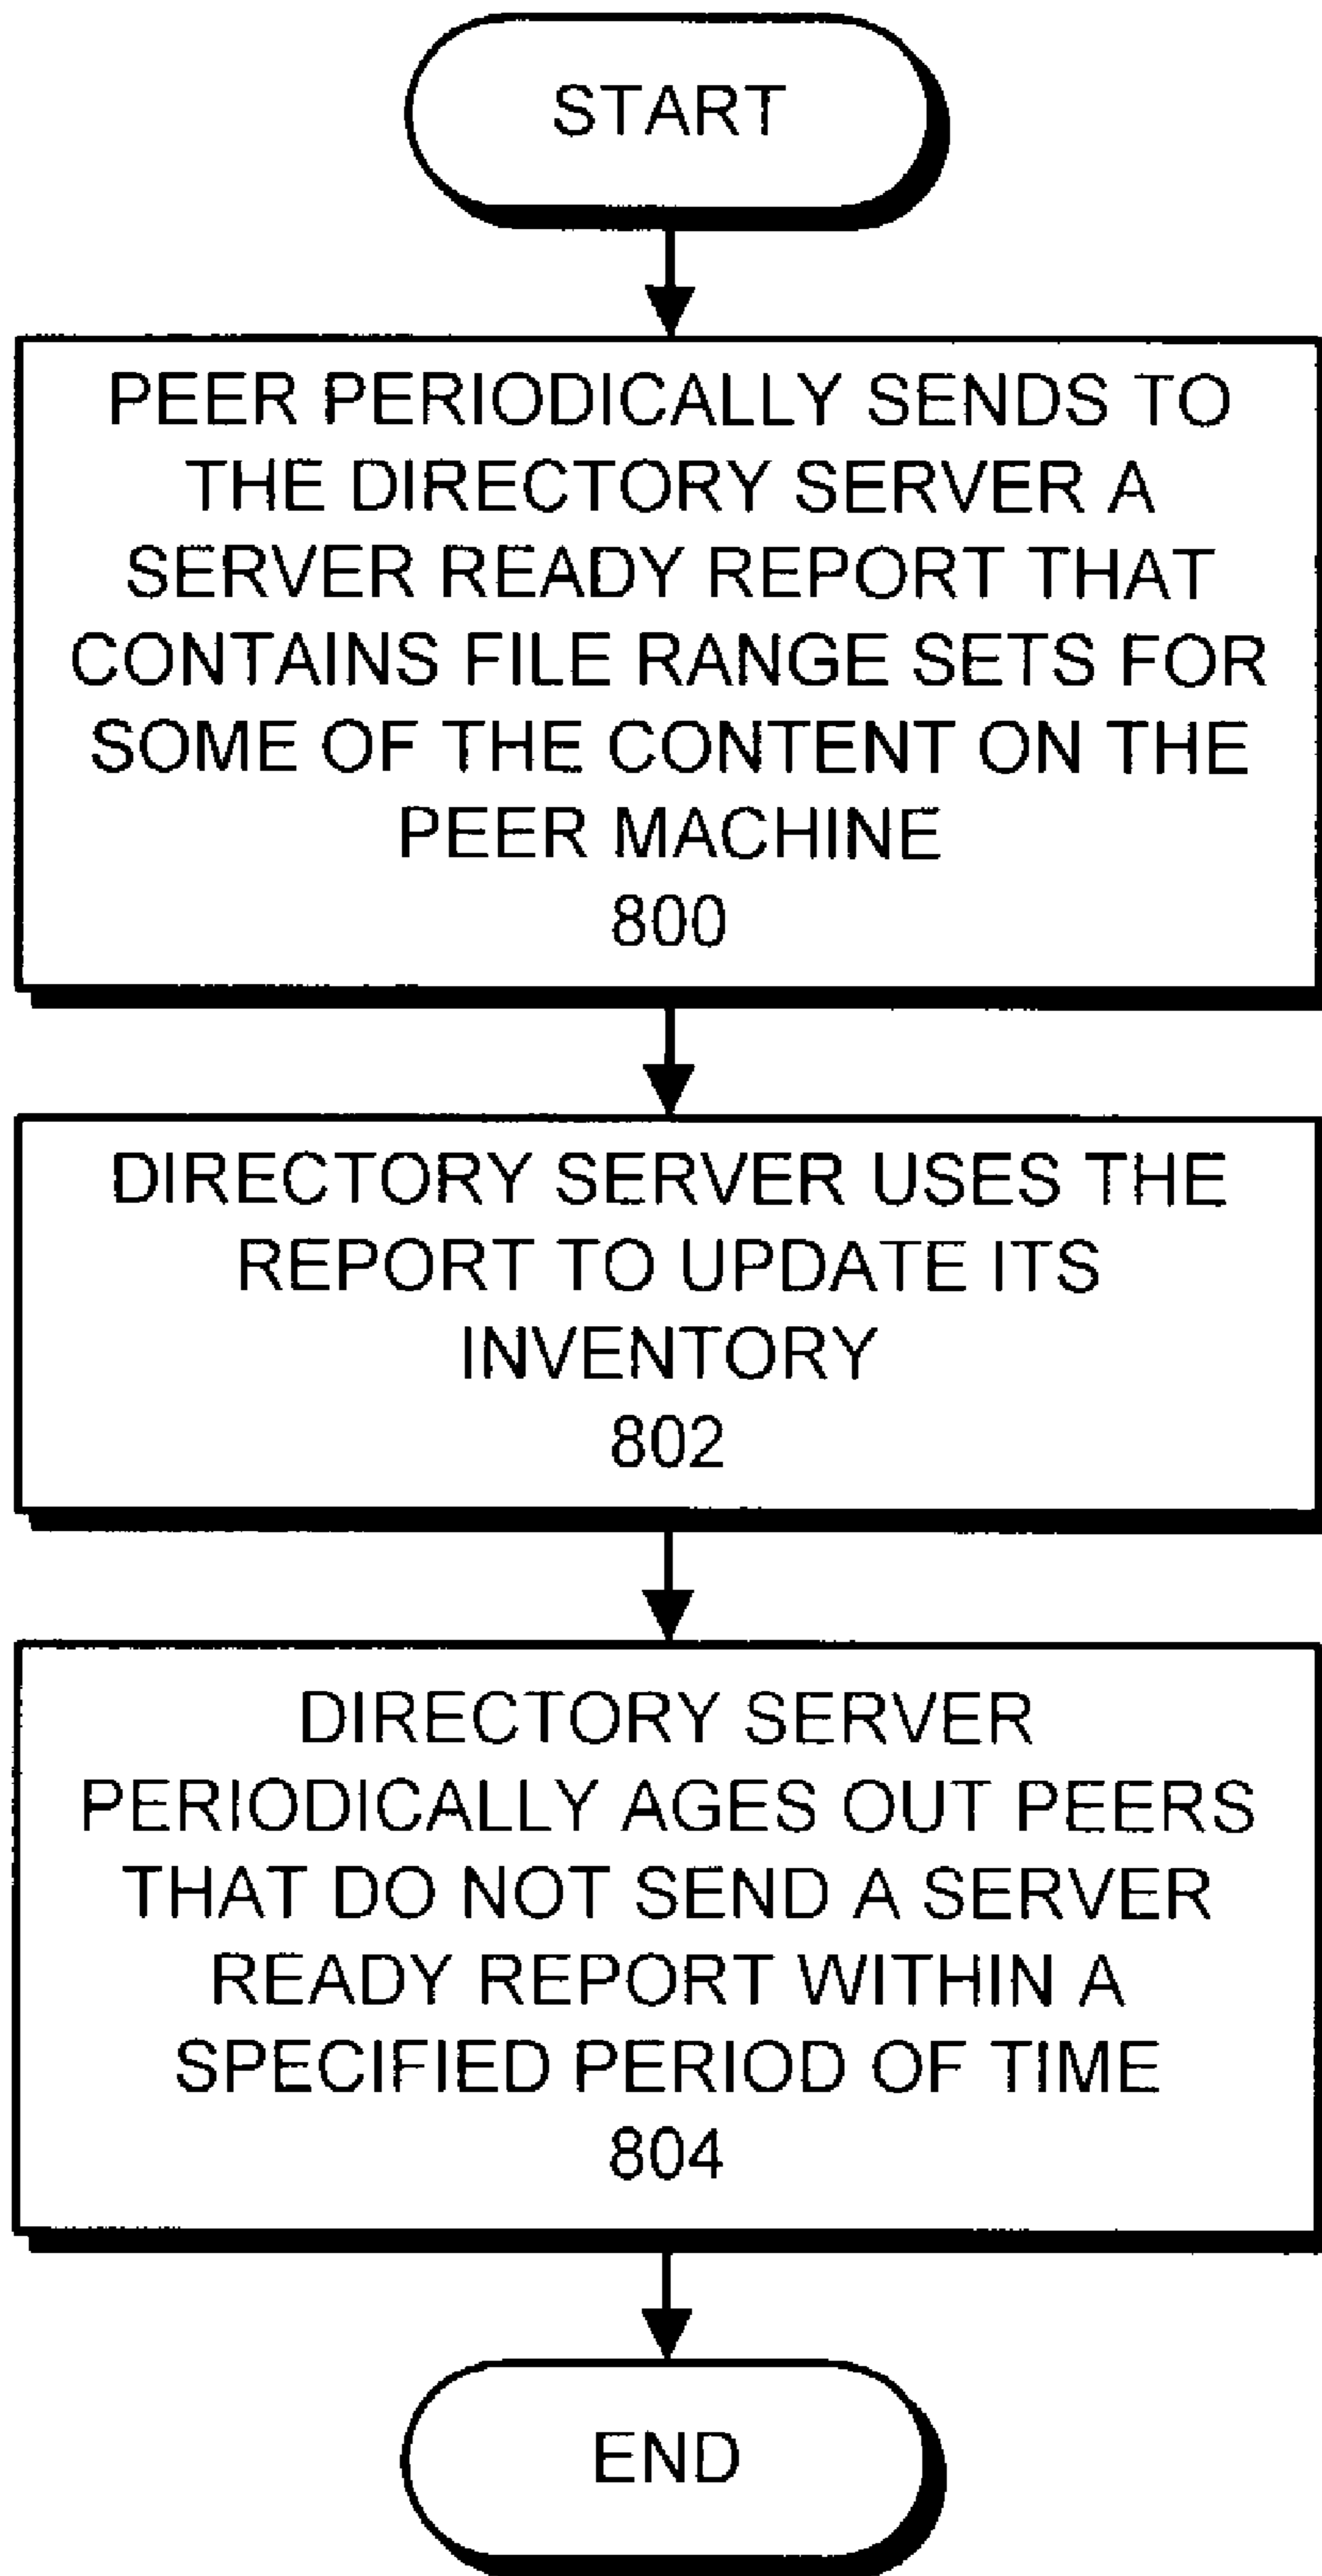 START
PEER PERIODICALLY SENDS TO
THE DIRECTORY SERVER A
SERVER READY REPORT THAT
CONTAINS FILE RANGE SETS FOR
SOME OF THE CONTENT ON THE
PEER MACHINE
800
DIRECTORY SERVER USES THE
REPORT TO UPDATE ITS
INVENTORY
802
DIRECTORY SERVER
PERIODICALLY AGES OUT PEERS
THAT DO NOT SEND A SERVER
READY REPORT WITHIN A
SPECIFIED PERIOD OF TIME
804
END